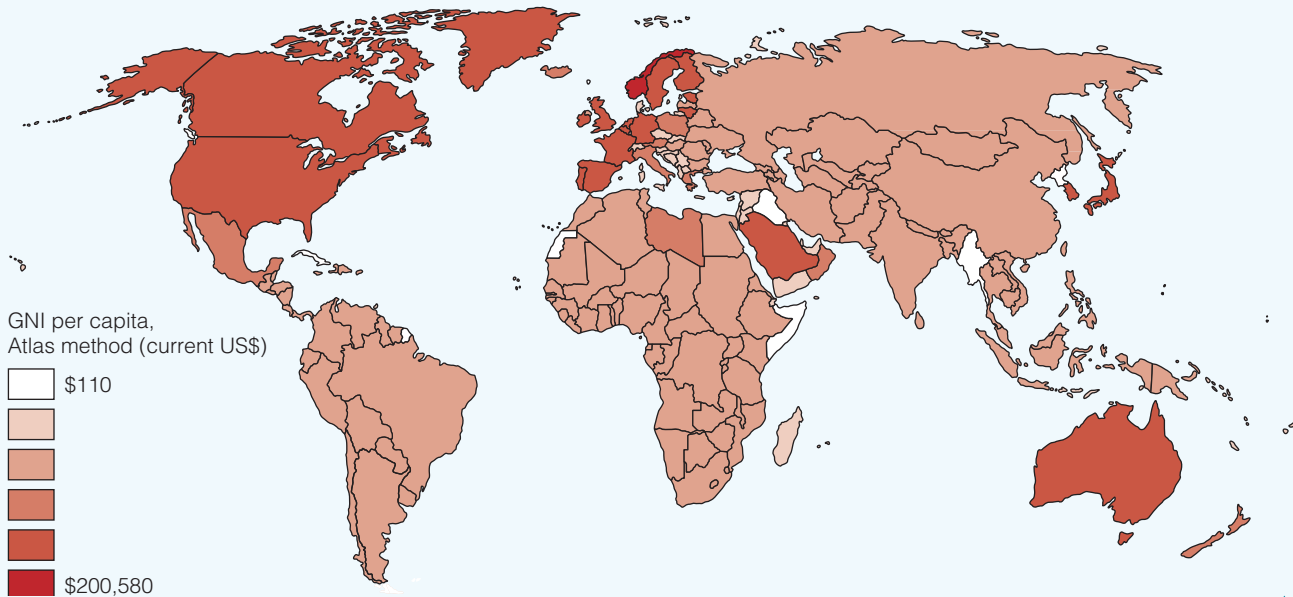 GNI per capita,
Atlas method (current US$)
$110
$200,580